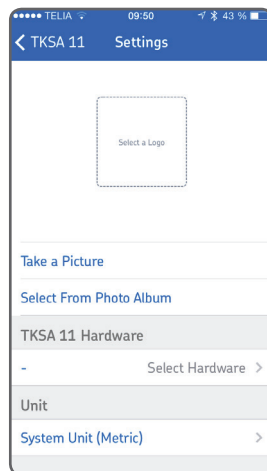 ●●●●● TELIA 09:50 43 %
TKSA 11 Settings
Select a Logo
Take a Picture
Select From Photo Album
TKSA 11 Hardware
- Select Hardware >
Unit
System Unit (Metric) >